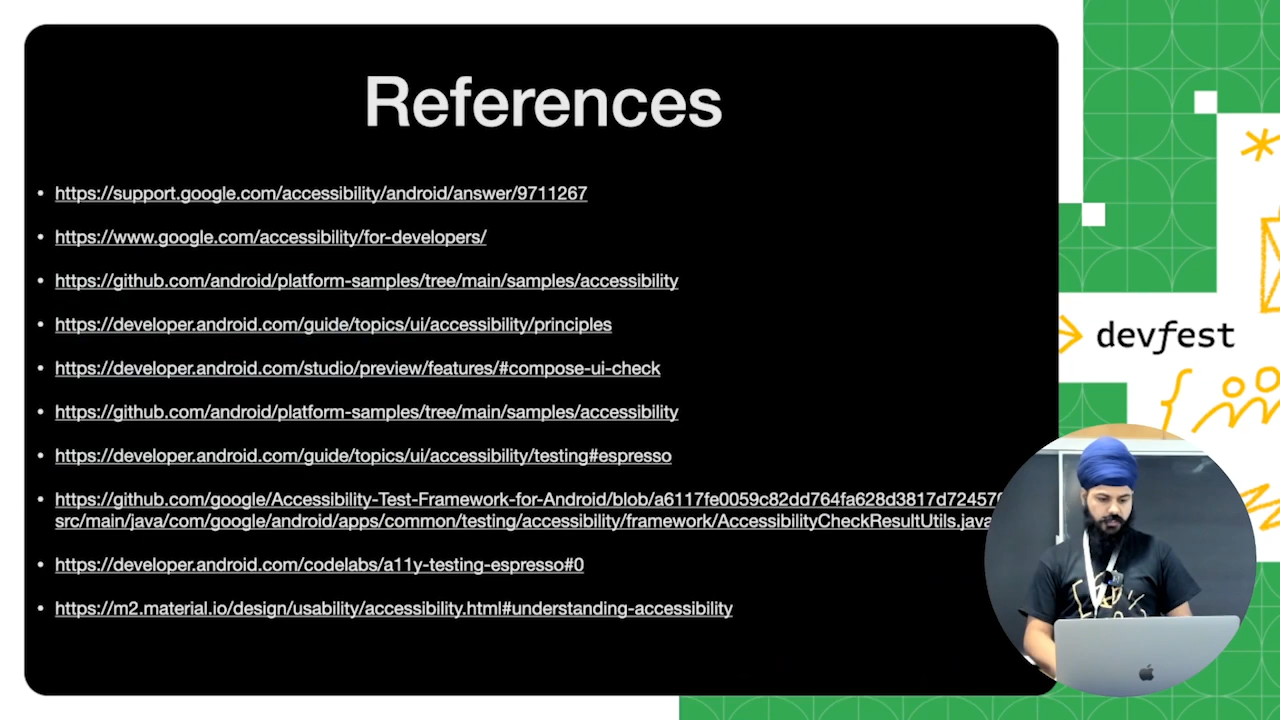 References
• https://support.google.com/accessibility/android/answer/9711267
• https://www.google.com/accessibility/for-developers/
• https://github.com/android/platform-samples/tree/main/samples/accessibility
• https://developer.android.com/guide/topics/ui/accessibility/principles
• https://developer.android.com/studio/preview/features/#compose-ui-check
• https://github.com/android/platform-samples/tree/main/samples/accessibility
• https://developer.android.com/guide/topics/ui/accessibility/testing#espresso
• https://github.com/google/Accessibility-Test-Framework-for-Android/blob/a6117fe0059c82dd764fa628d3817d724570
src/main/java/com/google/android/apps/common/testing/accessibility/framework/AccessibilityCheckResultUtils.java
• https://developer.android.com/codelabs/a11y-testing-espresso#0
• https://m2.material.io/design/usability/accessibility.html#understanding-accessibility
devfest